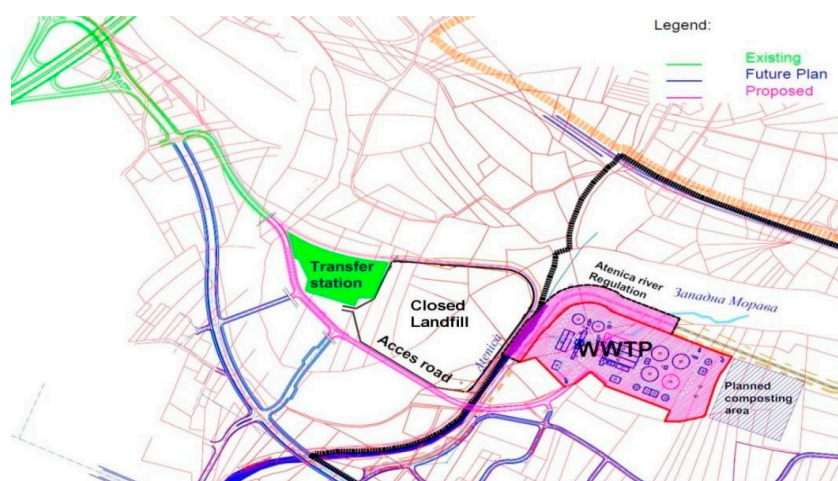 Legend:
Existing
Future Plan
Proposed
Transfer
station
Closed
Landfill
Acces road
Atenica
Atenica river
Regulation
Западна Морава
WWTP
Planned
composting
area